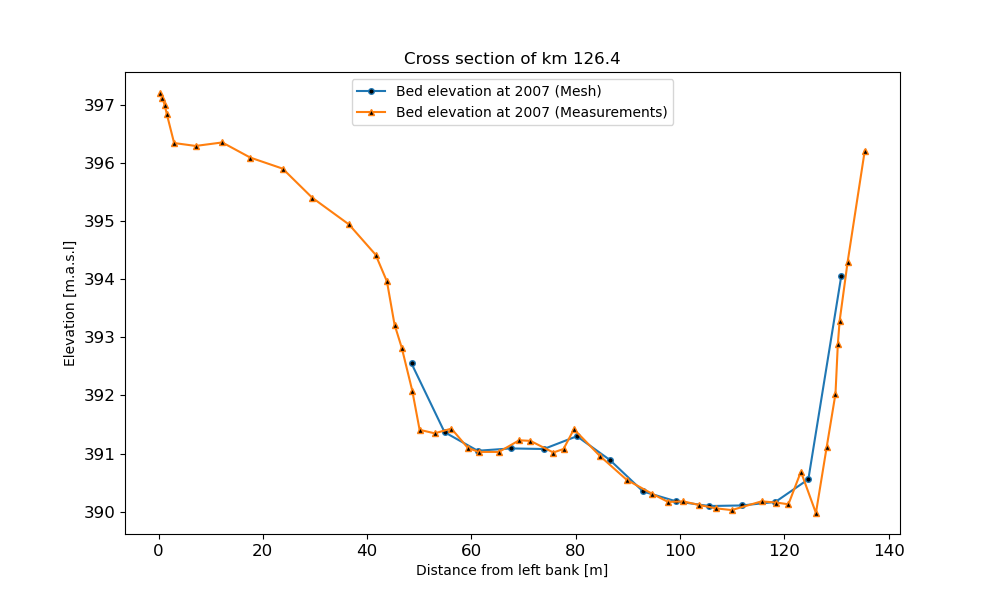 Cross section of km 126.4
Bed elevation at 2007 (Mesh)
Bed elevation at 2007 (Measurements)
397
396
395
394
393
392
391
390
Elevation [m.a.s.l]
0 20 40 60 80 100 120 140
Distance from left bank [m]